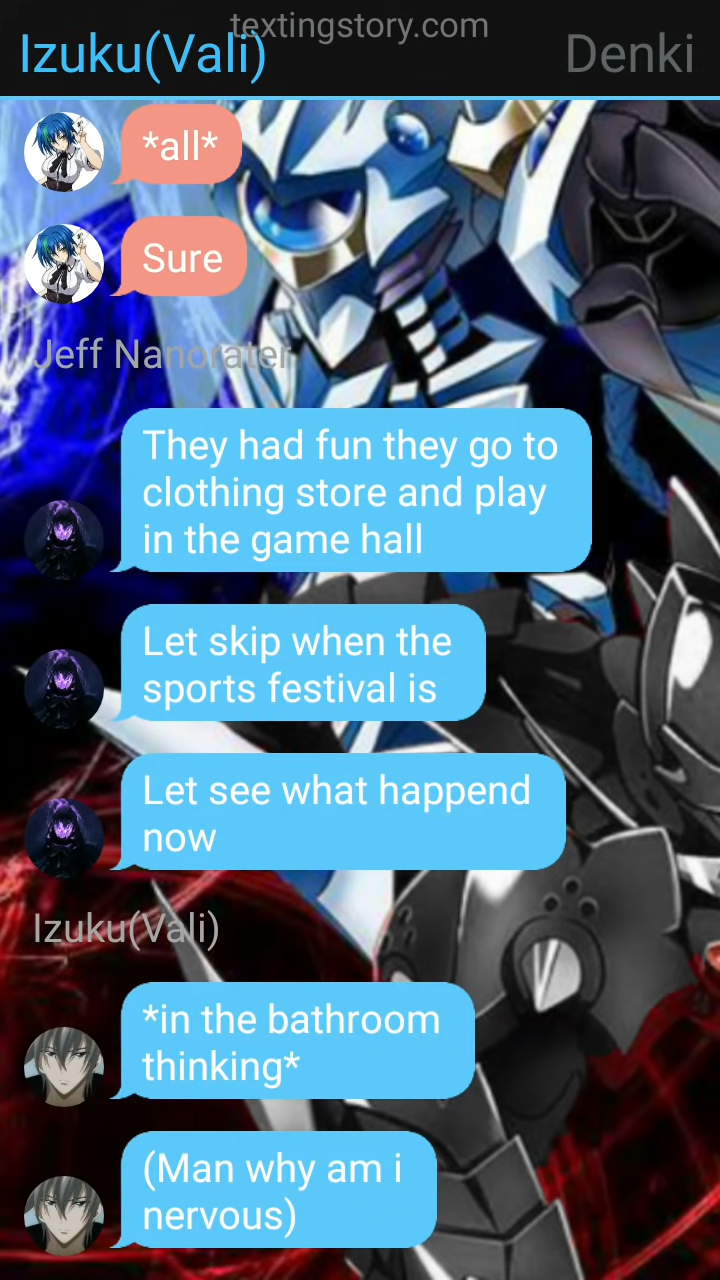 textingstory.com
Izuku(Vali)
Denki
*all*
Sure
Jeff Nanorater
They had fun they go to
clothing store and play
in the game hall
Let skip when the
sports festival is
Let see what happend
now
Izuku(Vali)
*in the bathroom
thinking*
(Man why am i
nervous)